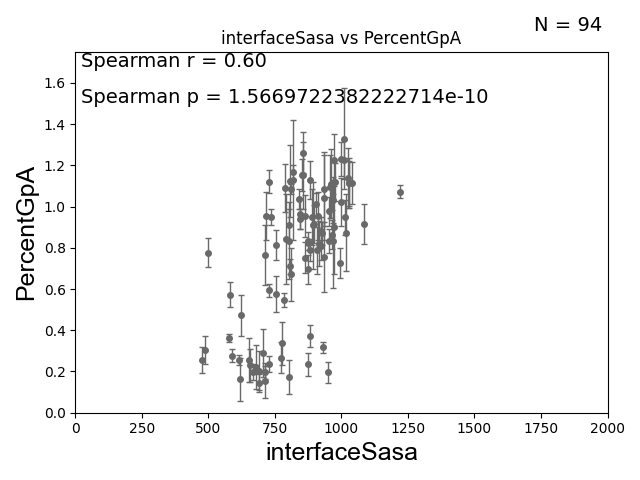 N = 94
interfaceSasa vs PercentGpA
Spearman r = 0.60
Spearman p = 1.5669722382222714e-10
PercentGpA
1.6
1.4
1.2
1.0
0.8
0.6
0.4
0.2
0.0
0 250 500 750 1000 1250 1500 1750 2000
interfaceSasa